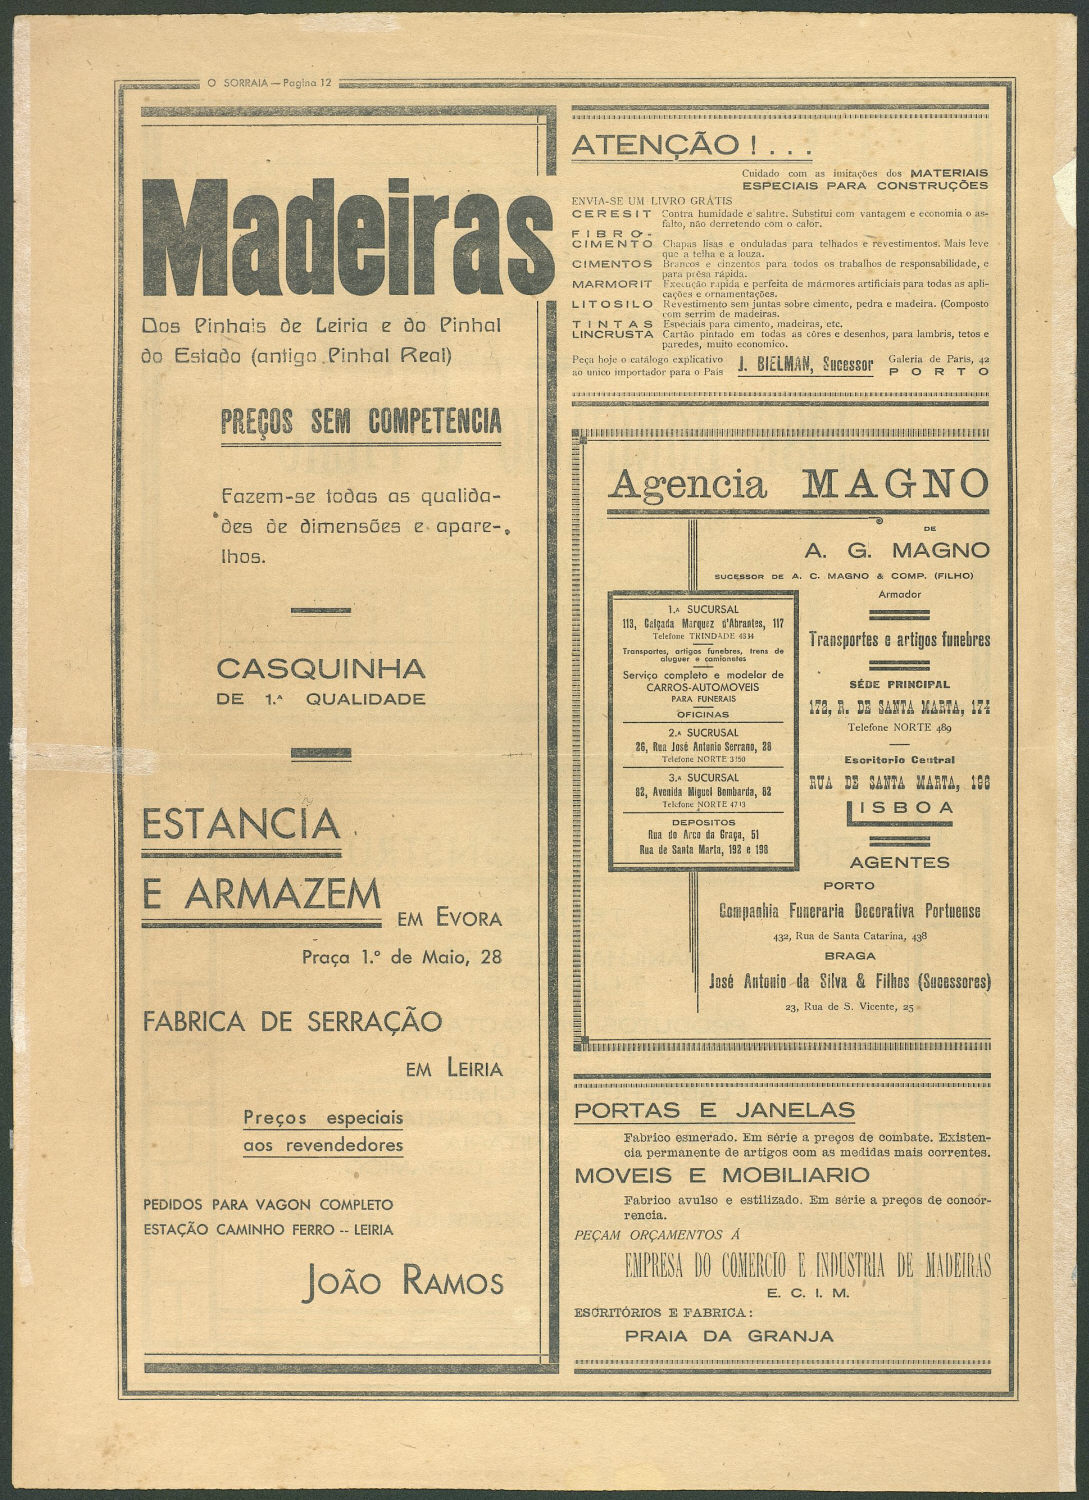 O SORRAIA — Pagina 12
Madeiras
Dos Pinhais de Leiria e do Pinhal
do Estado (antigo Pinhal Real)
PREÇOS SEM COMPETENCIA
Fazem-se todas as qualida-
des de dimensões e apare-
lhos.
CASQUINHA
DE 1.ª QUALIDADE
ESTANCIA
E ARMAZEM
EM EVORA
Praça 1.º de Maio, 28
FABRICA DE SERRAÇÃO
EM LEIRIA
Preços especiais
aos revendedores
PEDIDOS PARA VAGON COMPLETO
ESTAÇÃO CAMINHO FERRO -- LEIRIA
JOÃO RAMOS
ATENÇÃO ! . . .
Cuidado com as imitações dos MATERIAIS
ESPECIAIS PARA CONSTRUÇÕES
ENVIA-SE UM LIVRO GRÁTIS
CERESIT Contra humidade e salitre. Substitui com vantagem e economia o as-
falto, não derretendo com o calor.
FIBRO-
CIMENTO Chapas lisas e onduladas para telhados e revestimentos. Mais leve
que a telha e a louza.
CIMENTOS Brancos e cinzentos para todos os trabalhos de responsabilidade, e
para prêsa rápida.
MARMORIT Execução rápida e perfeita de mármores artificiais para todas as apli-
cações e ornamentações.
LITOSILO Revestimento sem juntas sobre cimento, pedra e madeira. (Composto
com serrim de madeiras.
TINTAS Especiais para cimento, madeiras, etc.
LINCRUSTA Cartão pintado em todas as côres e desenhos, para lambris, tetos e
paredes, muito economico.
Peça hoje o catálogo explicativo
ao unico importador para o Pais
J. BIELMAN, Sucessor
Galeria de Paris, 42
PORTO
Agencia MAGNO
DE
A. G. MAGNO
SUCESSOR DE A. C. MAGNO & COMP. (FILHO)
Armador
Transportes e artigos funebres
SÉDE PRINCIPAL
172, R. DE SANTA MARTA, 174
Telefone NORTE 489
Escritorio Central
RUA DE SANTA MARTA, 188
LISBOA
1.ª SUCURSAL
113, Calçada Marquez d'Abrantes, 117
Telefone TRINDADE 4344
Transportes, artigos funebres, trens de
aluguer e camionetes
Serviço completo e modelar de
CARROS-AUTOMOVEIS
PARA FUNERAIS
OFICINAS
2.ª SUCRUSAL
26, Rua José Antonio Serrano, 28
Telefone NORTE 3150
3.ª SUCURSAL
82, Avenida Miguel Bombarda, 82
Telefone NORTE 4713
DEPOSITOS
Rua do Arco da Graça, 51
Rua de Santa Marta, 192 e 198
AGENTES
PORTO
Companhia Funeraria Decorativa Portuense
432, Rua de Santa Catarina, 438
BRAGA
José Antonio da Silva & Filhos (Sucessores)
23, Rua de S. Vicente, 25
PORTAS E JANELAS
Fabrico esmerado. Em série a preços de combate. Existen-
cia permanente de artigos com as medidas mais correntes.
MOVEIS E MOBILIARIO
Fabrico avulso e estilizado. Em série a preços de concor-
rencia.
PEÇAM ORÇAMENTOS Á
EMPRESA DO COMERCIO E INDUSTRIA DE MADEIRAS
E. C. I. M.
ESCRITÓRIOS E FABRICA:
PRAIA DA GRANJA